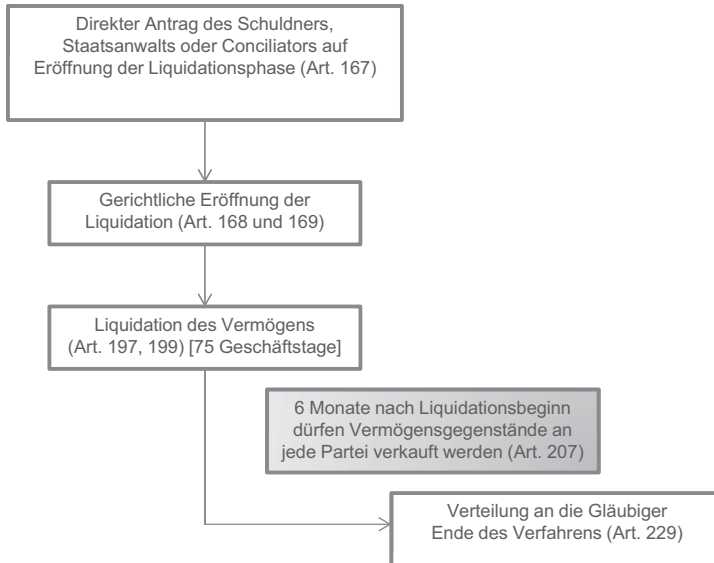 Direkter Antrag des Schuldners,
Staatsanwalts oder Conciliators auf
Eröffnung der Liquidationsphase (Art. 167)
Gerichtliche Eröffnung der
Liquidation (Art. 168 und 169)
Liquidation des Vermögens
(Art. 197, 199) [75 Geschäftstage]
6 Monate nach Liquidationsbeginn
dürfen Vermögensgegenstände an
jede Partei verkauft werden (Art. 207)
Verteilung an die Gläubiger
Ende des Verfahrens (Art. 229)